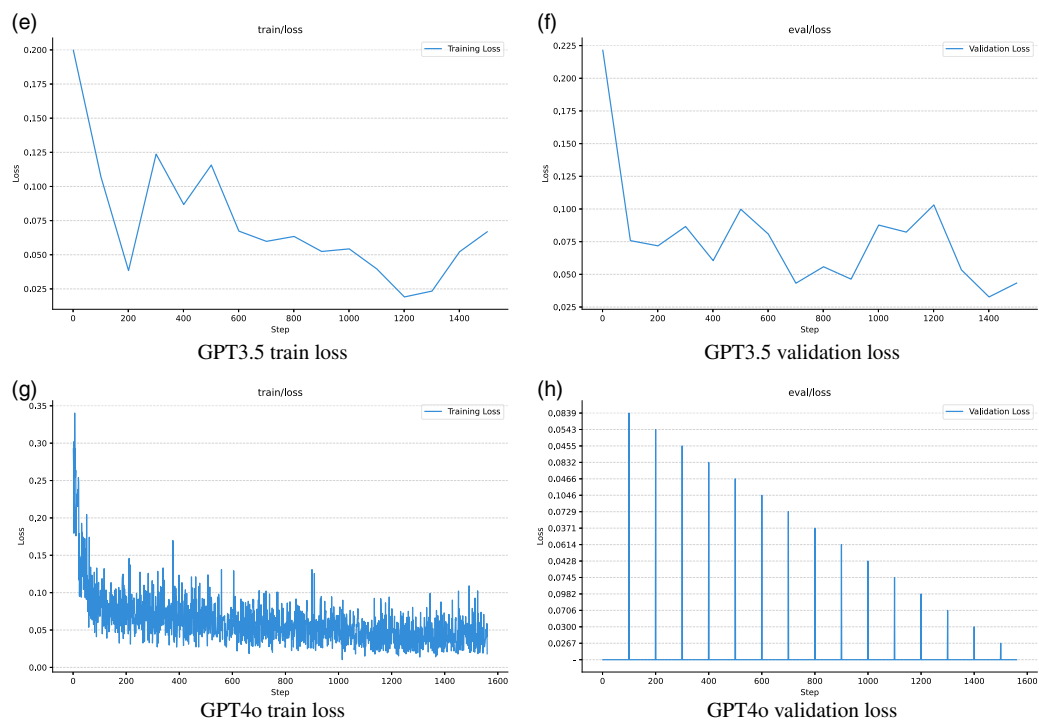 (e)
train/loss
Training Loss
0.200
0.175
0.150
0.125
0.100
0.075
0.050
0.025
Loss
0 200 400 600 800 1000 1200 1400
Step
GPT3.5 train loss
(f)
eval/loss
Validation Loss
0.225
0.200
0.175
0.150
0.125
0.100
0.075
0.050
0.025
Loss
0 200 400 600 800 1000 1200 1400
Step
GPT3.5 validation loss
(g)
train/loss
Training Loss
0.35
0.30
0.25
0.20
0.15
0.10
0.05
0.00
Loss
0 200 400 600 800 1000 1200 1400 1600
Step
GPT4o train loss
(h)
eval/loss
Validation Loss
0.0839
0.0543
0.0455
0.0832
0.0466
0.1046
0.0729
0.0371
0.0614
0.0428
0.0745
0.0982
0.0706
0.0300
0.0267
-
Loss
0 200 400 600 800 1000 1200 1400 1600
Step
GPT4o validation loss